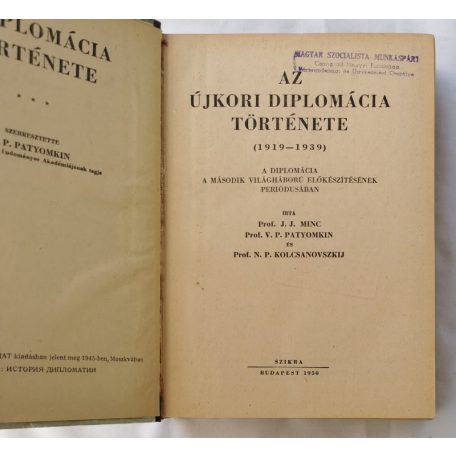 DIPLOMÁCIA
TÖRTÉNETE
* * *
SZERKESZTETTE
P. PATYOMKIN
Tudományos Akadémiájának tagja
kiadásban jelent meg 1945-ben, Moszkvában
: ИСТОРИЯ ДИПЛОМАТИИ
MAGYAR SZOCIALISTA MUNKASPÁRT
AZ
ÚJKORI DIPLOMÁCIA
TÖRTÉNETE
(1919—1939)
A DIPLOMÁCIA
A MÁSODIK VILÁGHÁBORÚ ELŐKÉSZÍTÉSÉNEK
PERIÓDUSÁBAN
IRTA
Prof. J. J. MINC
Prof. V. P. PATYOMKIN
ÉS
Prof. N. P. KOLCSANOVSZKIJ
SZIKRA
BUDAPEST 1950